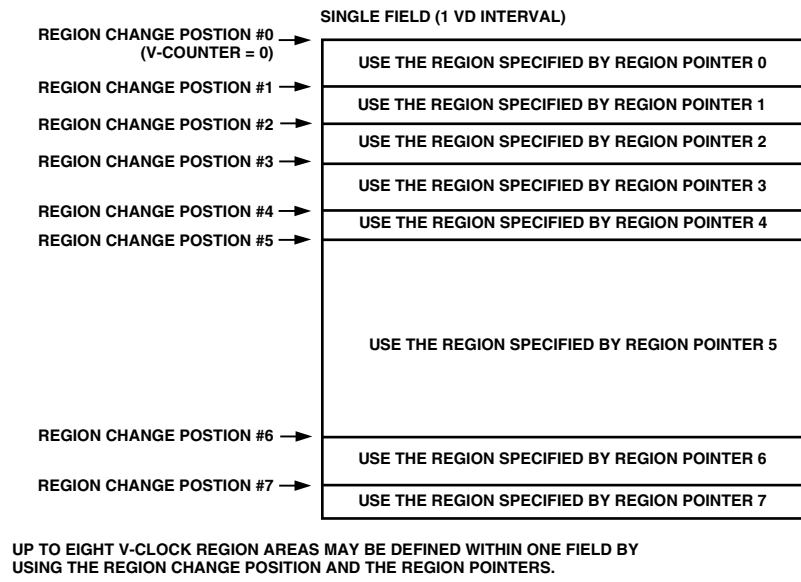 SINGLE FIELD (1 VD INTERVAL)
REGION CHANGE POSTION #0
(V-COUNTER = 0)
USE THE REGION SPECIFIED BY REGION POINTER 0
REGION CHANGE POSTION #1
USE THE REGION SPECIFIED BY REGION POINTER 1
REGION CHANGE POSTION #2
USE THE REGION SPECIFIED BY REGION POINTER 2
REGION CHANGE POSTION #3
USE THE REGION SPECIFIED BY REGION POINTER 3
REGION CHANGE POSTION #4
USE THE REGION SPECIFIED BY REGION POINTER 4
REGION CHANGE POSTION #5
USE THE REGION SPECIFIED BY REGION POINTER 5
REGION CHANGE POSTION #6
USE THE REGION SPECIFIED BY REGION POINTER 6
REGION CHANGE POSTION #7
USE THE REGION SPECIFIED BY REGION POINTER 7
UP TO EIGHT V-CLOCK REGION AREAS MAY BE DEFINED WITHIN ONE FIELD BY
USING THE REGION CHANGE POSITION AND THE REGION POINTERS.